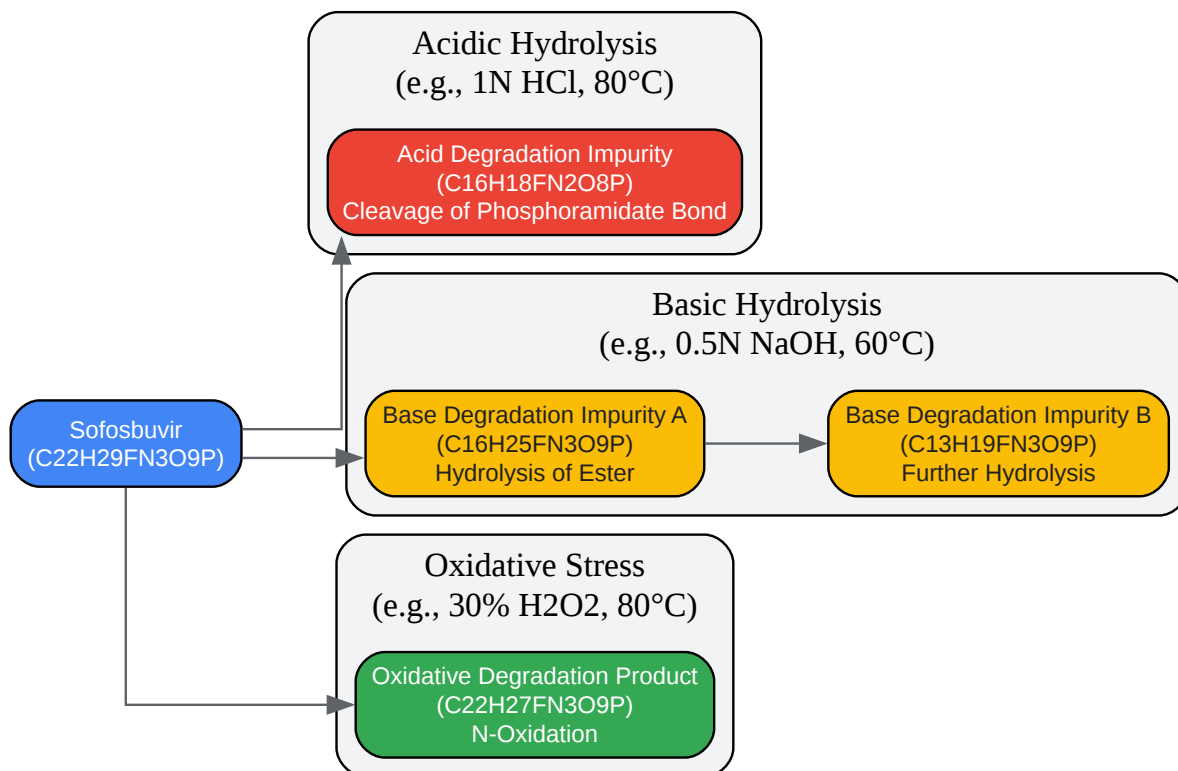 Acidic Hydrolysis
(e.g., 1N HCl, 80°C)
Acid Degradation Impurity
(C16H18FN2O8P)
Cleavage of Phosphoramidate Bond
Basic Hydrolysis
(e.g., 0.5N NaOH, 60°C)
Sofosbuvir
(C22H29FN3O9P)
Base Degradation Impurity A
(C16H25FN3O9P)
Hydrolysis of Ester
Base Degradation Impurity B
(C13H19FN3O9P)
Further Hydrolysis
Oxidative Stress
(e.g., 30% H2O2, 80°C)
Oxidative Degradation Product
(C22H27FN3O9P)
N-Oxidation